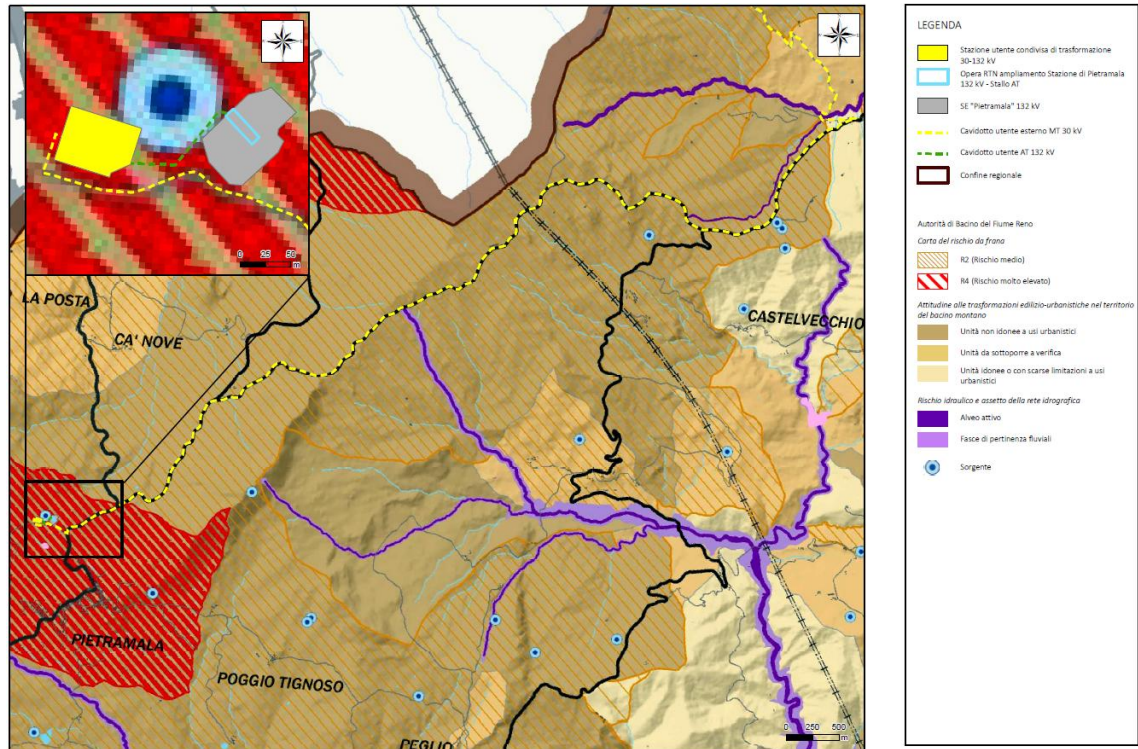 0 25 50
m
LA POSTA
CA' NOVE
CASTELVECCHIO
PIETRAMALA
POGGIO TIGNOSO
PEGLIO
0 250 500
m
LEGENDA
Stazione utente condivisa di trasformazione
30-132 kV
Opera RTN ampliamento Stazione di Pietramala
132 kV - Stallo AT
SE "Pietramala" 132 kV
Cavidotto utente esterno MT 30 kV
Cavidotto utente AT 132 kV
Confine regionale
Autorità di Bacino del Fiume Reno
Carta del rischio da frana
R2 (Rischio medio)
R4 (Rischio molto elevato)
Attitudine alle trasformazioni edilizio-urbanistiche nel territorio
del bacino montano
Unità non idonee a usi urbanistici
Unità da sottoporre a verifica
Unità idonee o con scarse limitazioni a usi
urbanistici
Rischio idraulico e assetto della rete idrografica
Alveo attivo
Fasce di pertinenza fluviali
Sorgente